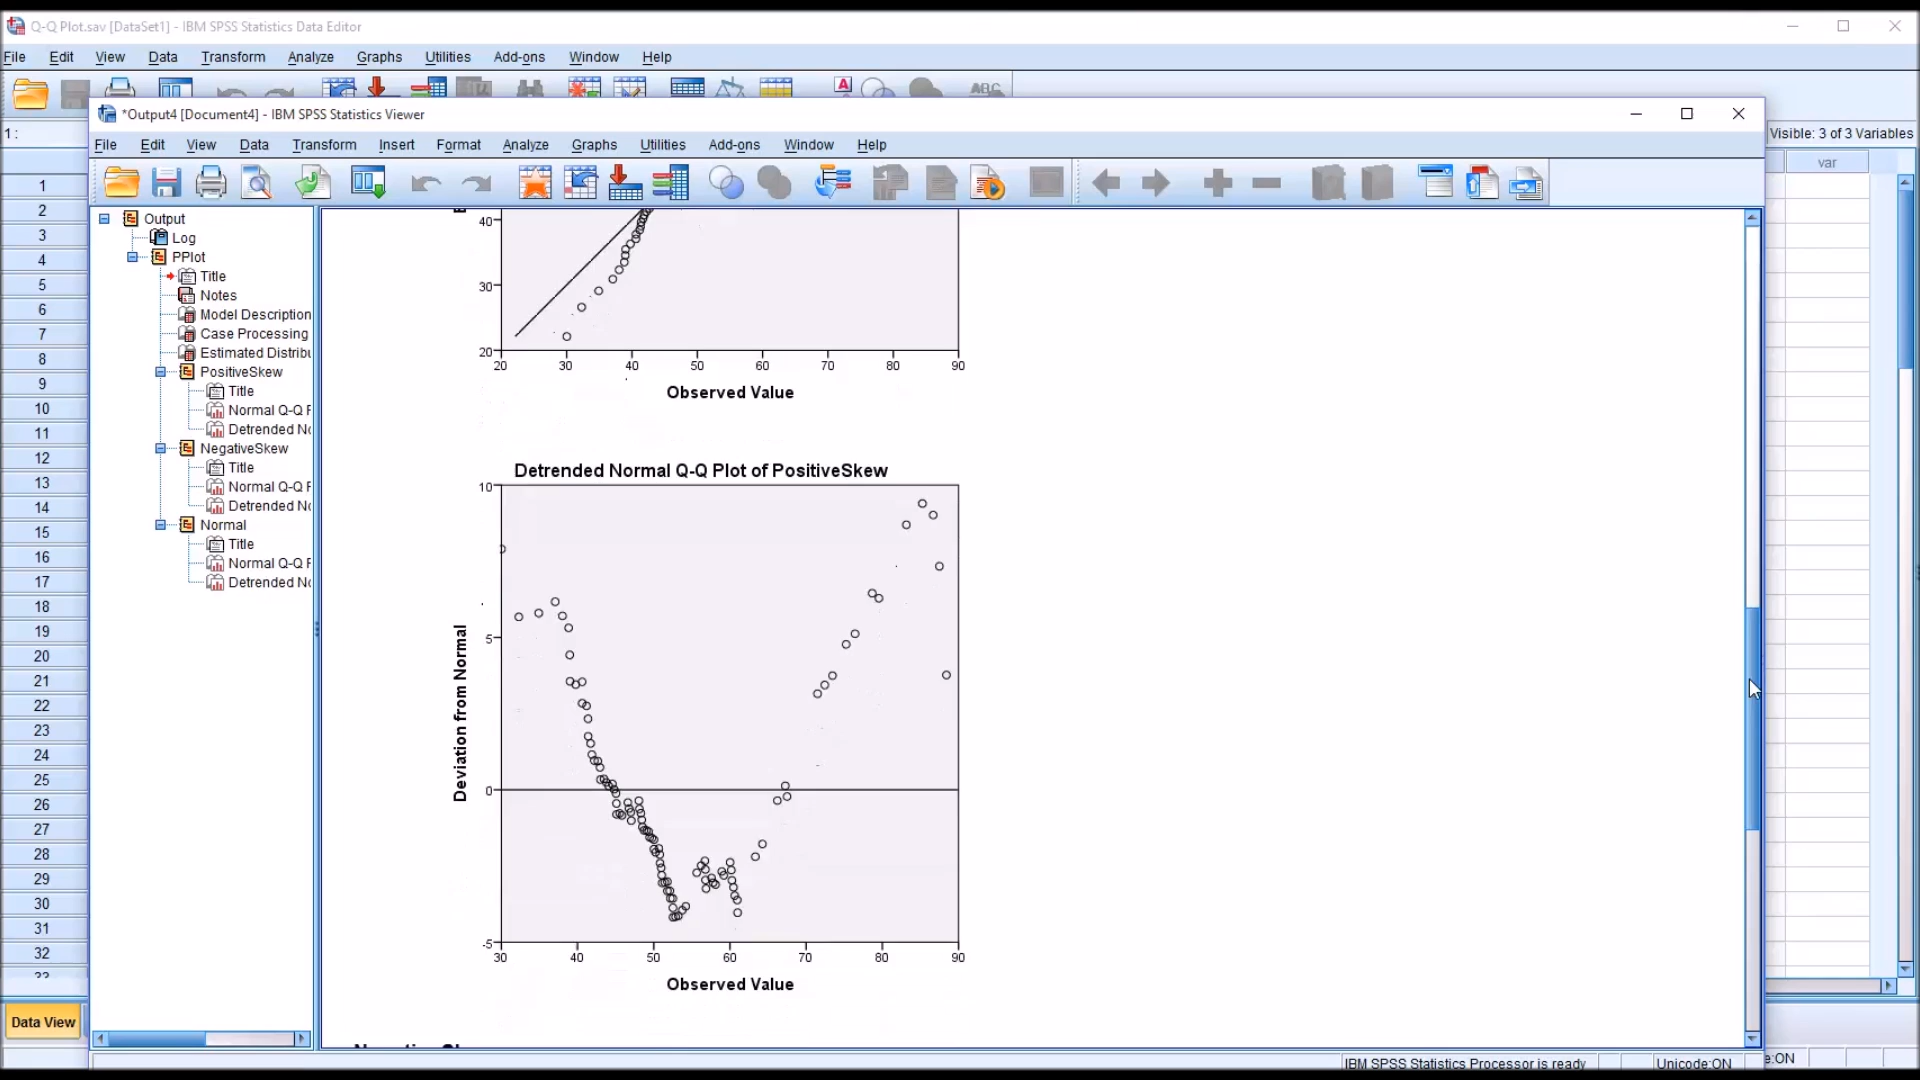 Q-Q Plot.sav [DataSet1] - IBM SPSS Statistics Data Editor
File Edit View Data Transform Analyze Graphs Utilities Add-ons Window Help
*Output4 [Document4] - IBM SPSS Statistics Viewer
1 :
Visible: 3 of 3 Variables
File Edit View Data Transform Insert Format Analyze Graphs Utilities Add-ons Window Help
var
1
2
3
4
5
6
7
8
9
10
11
12
13
14
15
16
17
18
19
20
21
22
23
24
25
26
27
28
29
30
31
32
33
Data View
Output
Log
PPlot
Title
Notes
Model Description
Case Processing
Estimated Distribu
PositiveSkew
Title
Normal Q-Q P
Detrended No
NegativeSkew
Title
Normal Q-Q P
Detrended No
Normal
Title
Normal Q-Q P
Detrended No
40
30
20
20 30 40 50 60 70 80 90
Observed Value
Detrended Normal Q-Q Plot of PositiveSkew
10
5
0
-5
Deviation from Normal
30 40 50 60 70 80 90
Observed Value
IBM SPSS Statistics Processor is ready
Unicode:ON
e:ON